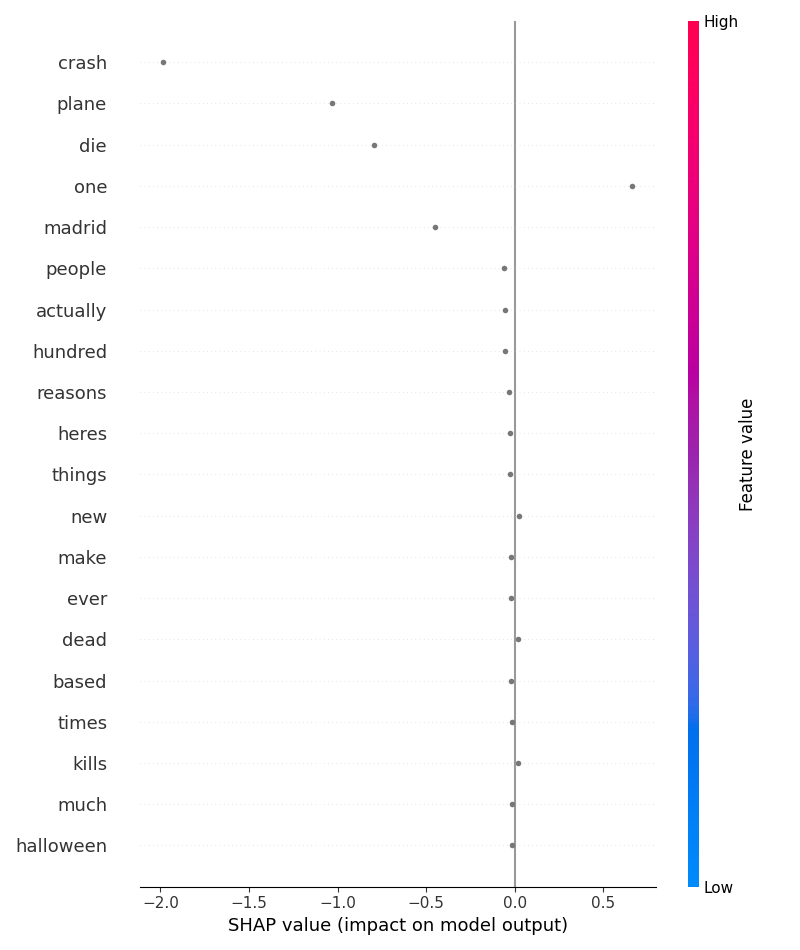 High
crash
plane
die
one
madrid
people
actually
hundred
reasons
heres
things
new
make
ever
dead
based
times
kills
much
halloween
Feature value
Low
−2.0 −1.5 −1.0 −0.5 0.0 0.5
SHAP value (impact on model output)